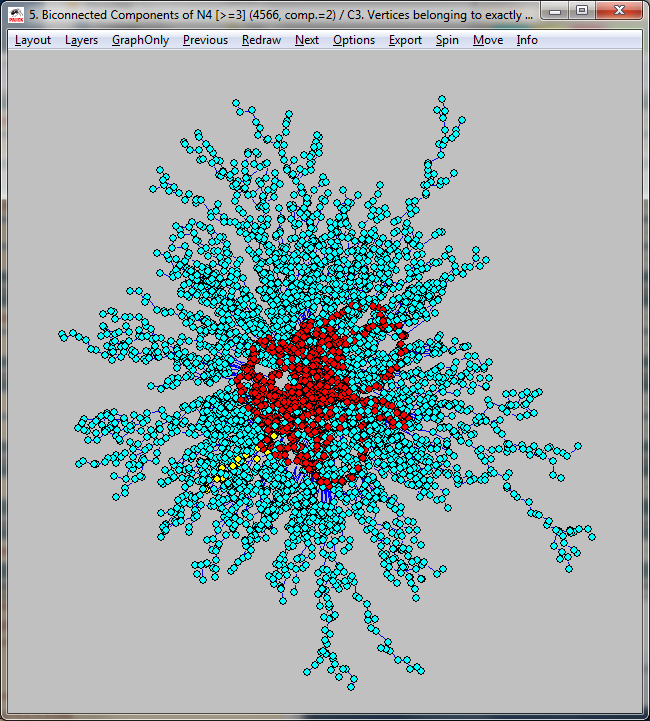 5. Biconnected Components of N4 [>=3] (4566, comp.=2) / C3. Vertices belonging to exactly ...
Layout Layers GraphOnly Previous Redraw Next Options Export Spin Move Info